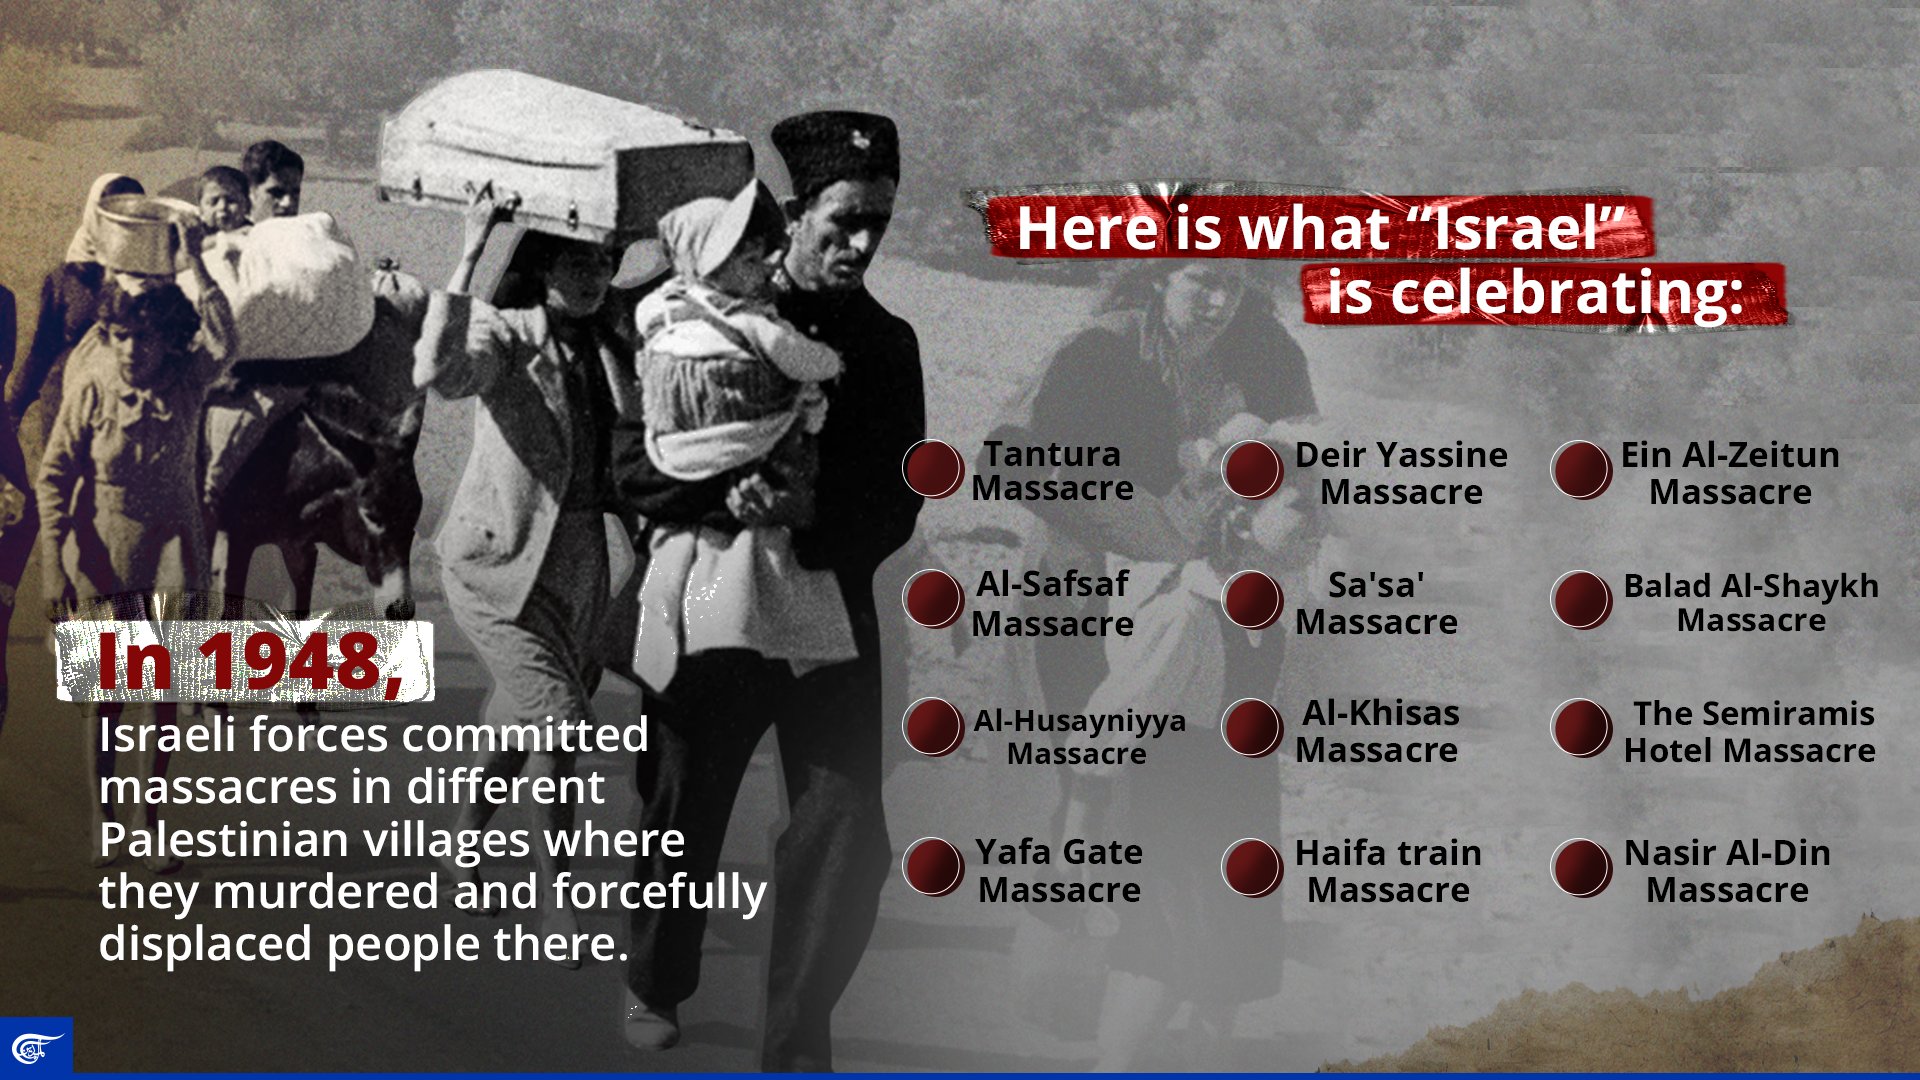 Here is what “Israel”
is celebrating:
Tantura
Massacre
Deir Yassine
Massacre
Ein Al-Zeitun
Massacre
Al-Safsaf
Massacre
Sa'sa'
Massacre
Balad Al-Shaykh
Massacre
Al-Husayniyya
Massacre
Al-Khisas
Massacre
The Semiramis
Hotel Massacre
Yafa Gate
Massacre
Haifa train
Massacre
Nasir Al-Din
Massacre
In 1948,
Israeli forces committed
massacres in different
Palestinian villages where
they murdered and forcefully
displaced people there.